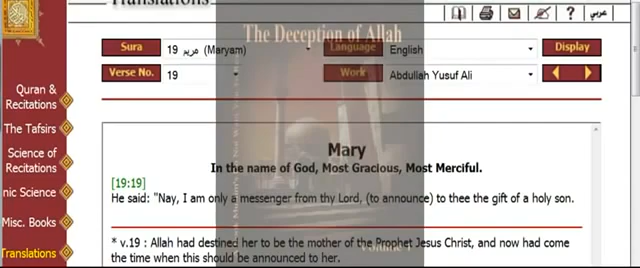 Translations
عربي
Sura 19 مريم (Maryam) Language English Display
Verse No. 19 Work Abdullah Yusuf Ali
The Deception of Allah
Quran &
Recitations
The Tafsirs
Science of
Recitations
nic Science
Misc. Books
Translations
Mary
In the name of God, Most Gracious, Most Merciful.
[19:19]
He said: "Nay, I am only a messenger from thy Lord, (to announce) to thee the gift of a holy son.
* v.19 : Allah had destined her to be the mother of the Prophet Jesus Christ, and now had come
the time when this should be announced to her.